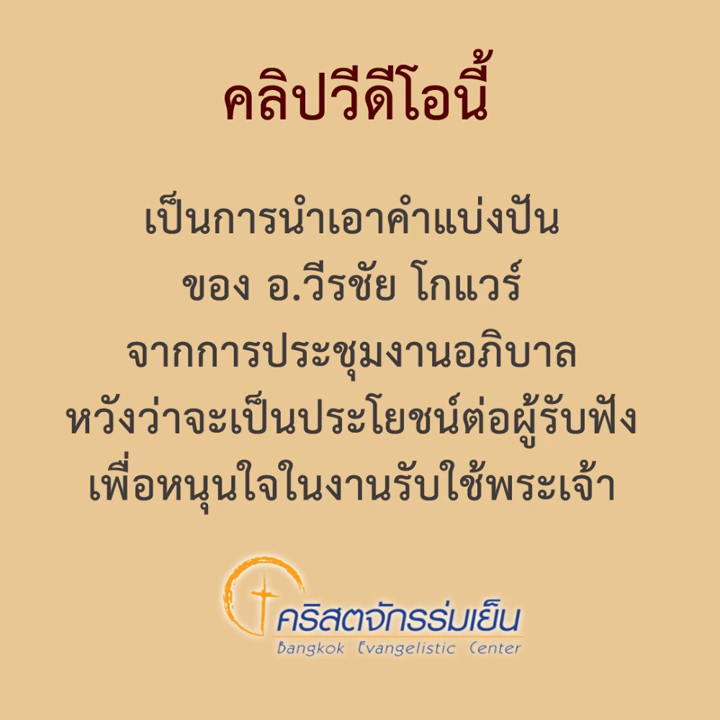 คลิปวีดีโอนี้
เป็นการนำเอาคำแบ่งปัน
ของ อ.วีรชัย โกแวร์
จากการประชุมงานอภิบาล
หวังว่าจะเป็นประโยชน์ต่อผู้รับฟัง
เพื่อหนุนใจในงานรับใช้พระเจ้า
คริสตจักรร่มเย็น
Bangkok Evangelistic Center